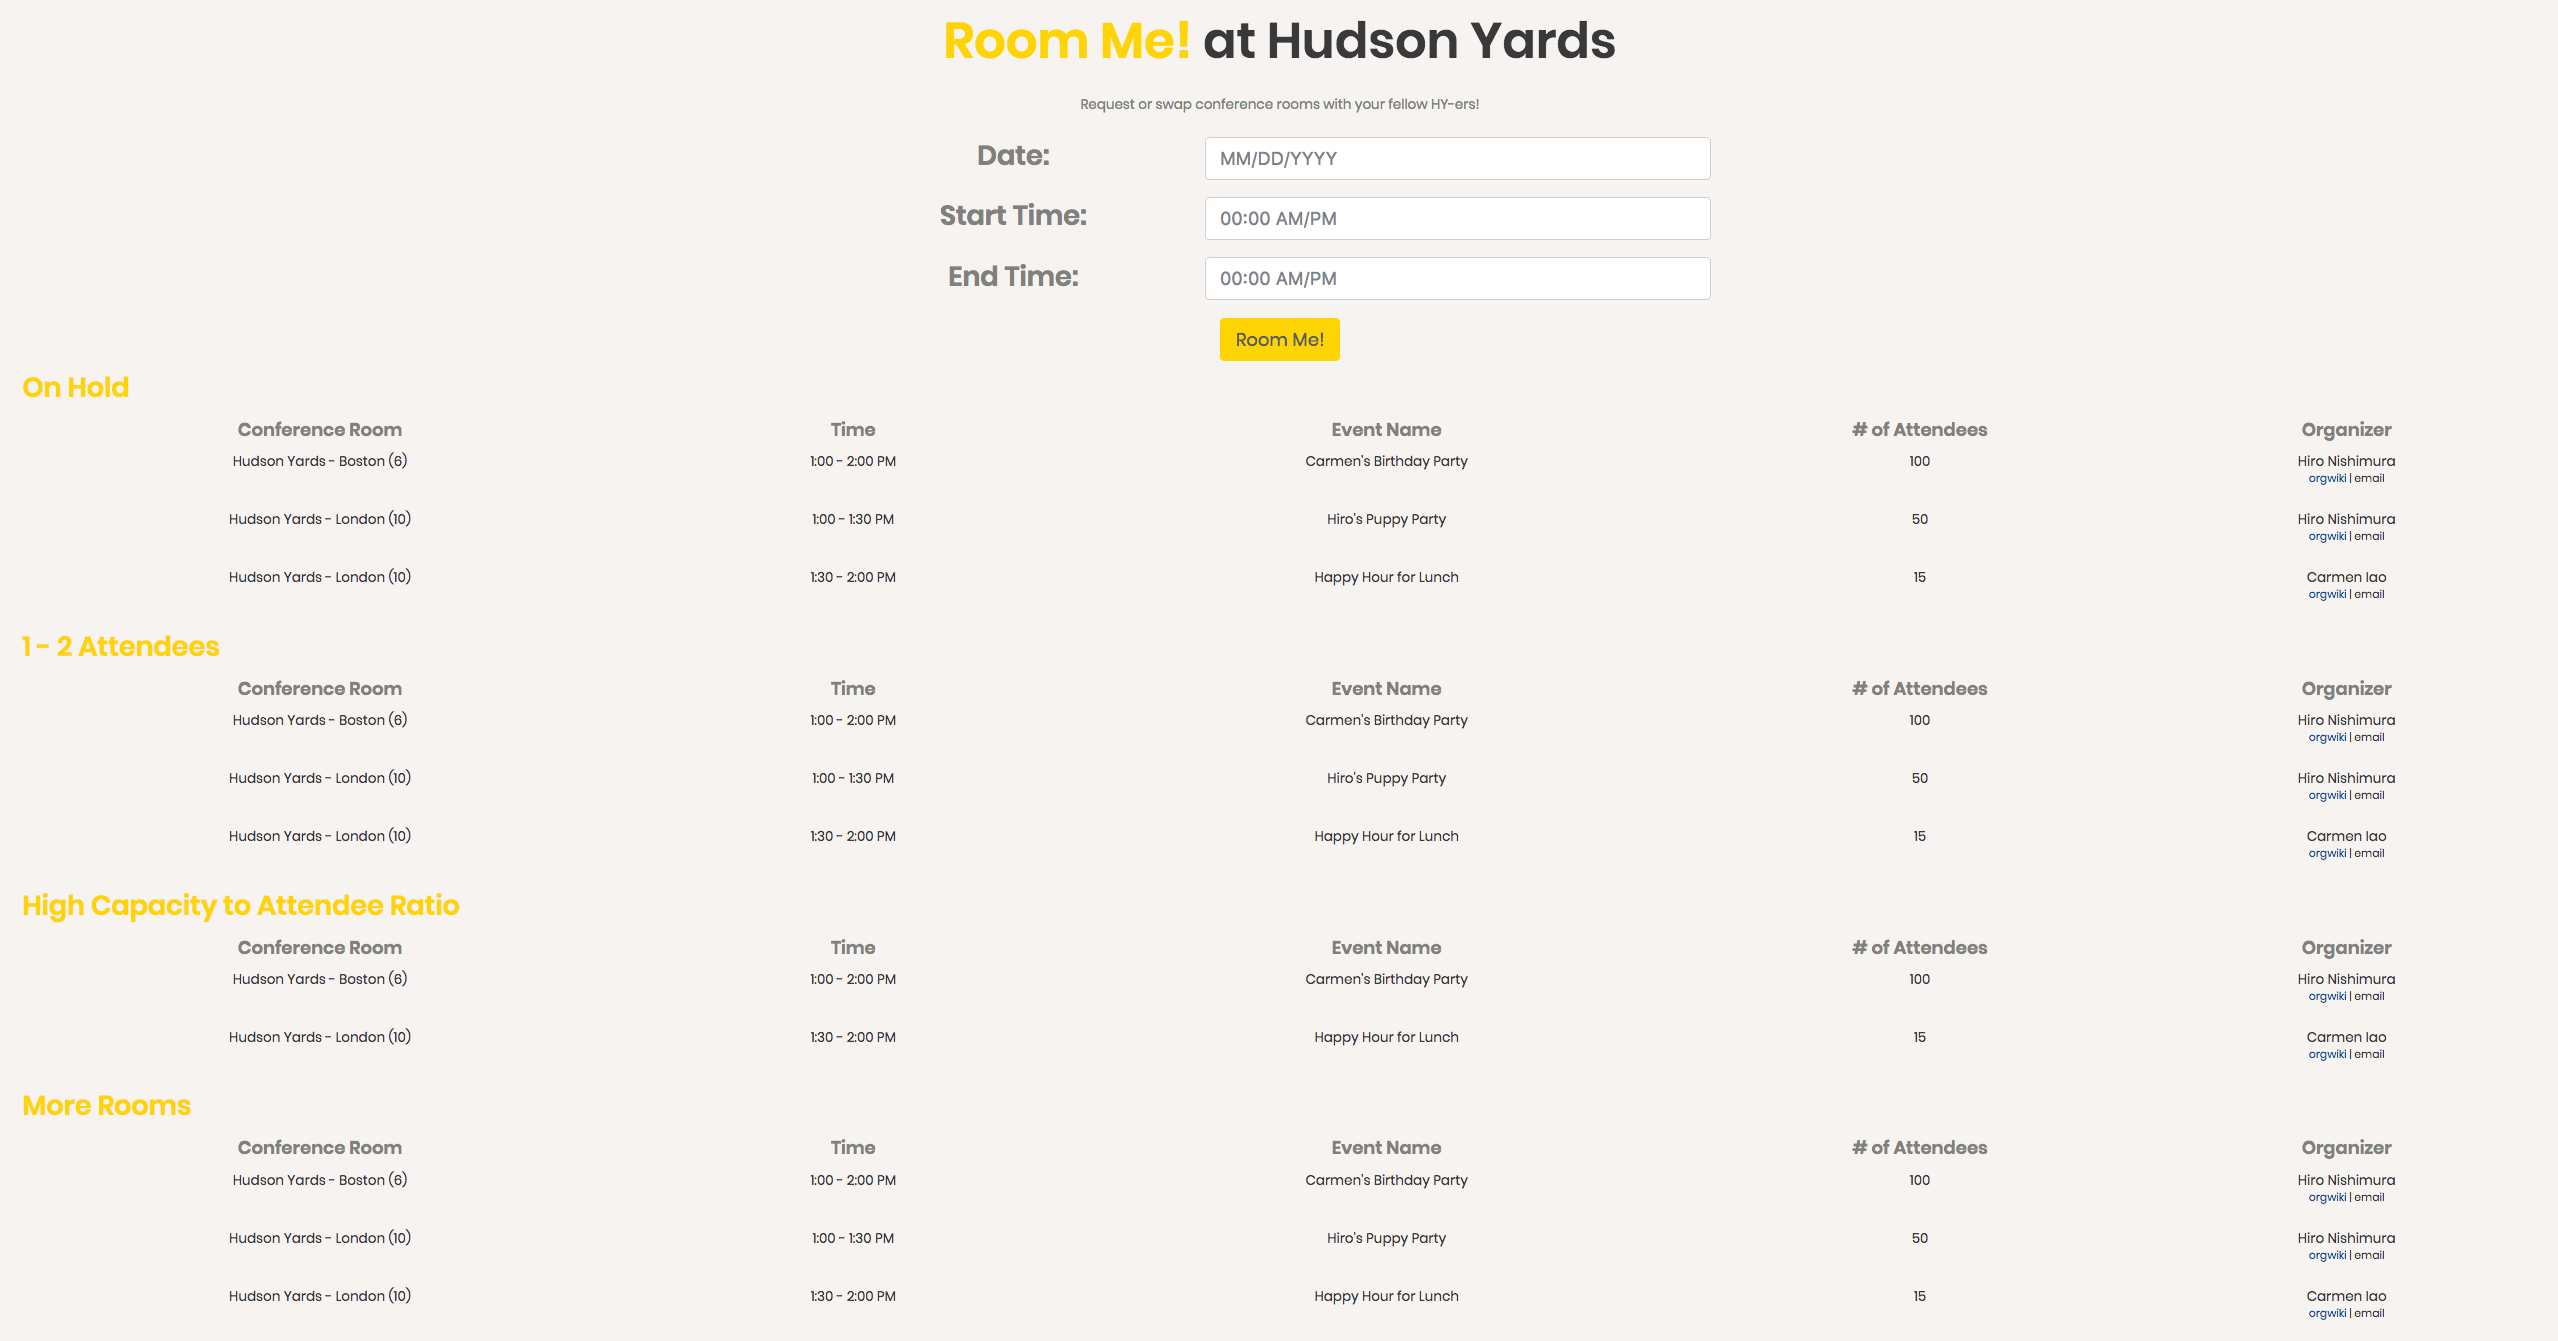 Room Me! at Hudson Yards
Request or swap conference rooms with your fellow HY-ers!
Date: MM/DD/YYYY
Start Time: 00:00 AM/PM
End Time: 00:00 AM/PM
Room Me!
On Hold
Conference Room Time Event Name # of Attendees Organizer
Hudson Yards - Boston (6) 1:00 - 2:00 PM Carmen's Birthday Party 100 Hiro Nishimura
orgwiki | email
Hudson Yards - London (10) 1:00 - 1:30 PM Hiro's Puppy Party 50 Hiro Nishimura
orgwiki | email
Hudson Yards - London (10) 1:30 - 2:00 PM Happy Hour for Lunch 15 Carmen Iao
orgwiki | email
1 - 2 Attendees
Conference Room Time Event Name # of Attendees Organizer
Hudson Yards - Boston (6) 1:00 - 2:00 PM Carmen's Birthday Party 100 Hiro Nishimura
orgwiki | email
Hudson Yards - London (10) 1:00 - 1:30 PM Hiro's Puppy Party 50 Hiro Nishimura
orgwiki | email
Hudson Yards - London (10) 1:30 - 2:00 PM Happy Hour for Lunch 15 Carmen Iao
orgwiki | email
High Capacity to Attendee Ratio
Conference Room Time Event Name # of Attendees Organizer
Hudson Yards - Boston (6) 1:00 - 2:00 PM Carmen's Birthday Party 100 Hiro Nishimura
orgwiki | email
Hudson Yards - London (10) 1:30 - 2:00 PM Happy Hour for Lunch 15 Carmen Iao
orgwiki | email
More Rooms
Conference Room Time Event Name # of Attendees Organizer
Hudson Yards - Boston (6) 1:00 - 2:00 PM Carmen's Birthday Party 100 Hiro Nishimura
orgwiki | email
Hudson Yards - London (10) 1:00 - 1:30 PM Hiro's Puppy Party 50 Hiro Nishimura
orgwiki | email
Hudson Yards - London (10) 1:30 - 2:00 PM Happy Hour for Lunch 15 Carmen Iao
orgwiki | email